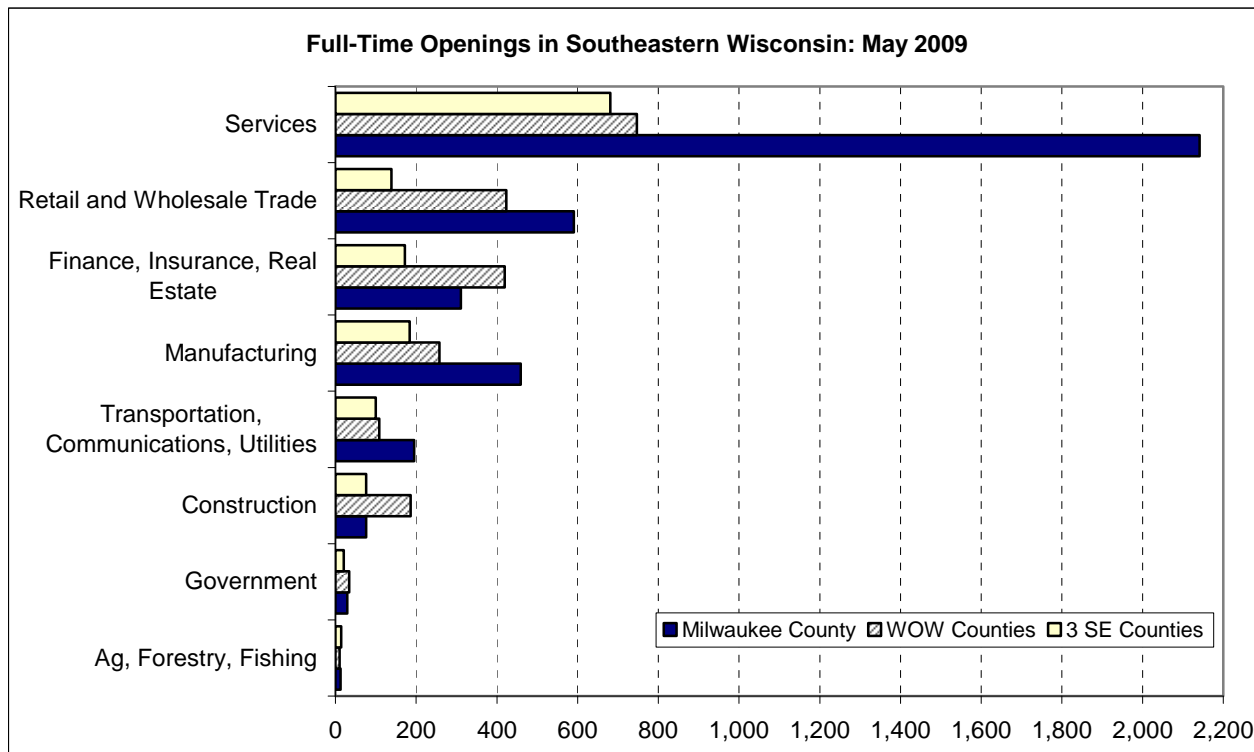 Full-Time Openings in Southeastern Wisconsin: May 2009
Services
Retail and Wholesale Trade
Finance, Insurance, Real
Estate
Manufacturing
Transportation,
Communications, Utilities
Construction
Government
Ag, Forestry, Fishing
Milwaukee County WOW Counties 3 SE Counties
0 200 400 600 800 1,000 1,200 1,400 1,600 1,800 2,000 2,200